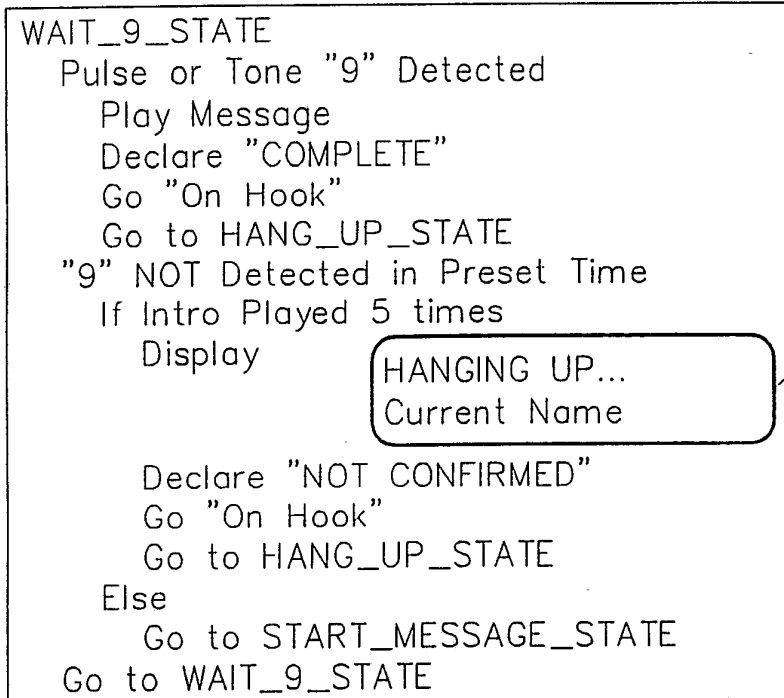 WAIT_9_STATE
Pulse or Tone "9" Detected
Play Message
Declare "COMPLETE"
Go "On Hook"
Go to HANG_UP_STATE
"9" NOT Detected in Preset Time
If Intro Played 5 times
Display
HANGING UP...
Current Name
Declare "NOT CONFIRMED"
Go "On Hook"
Go to HANG_UP_STATE
Else
Go to START_MESSAGE_STATE
Go to WAIT_9_STATE